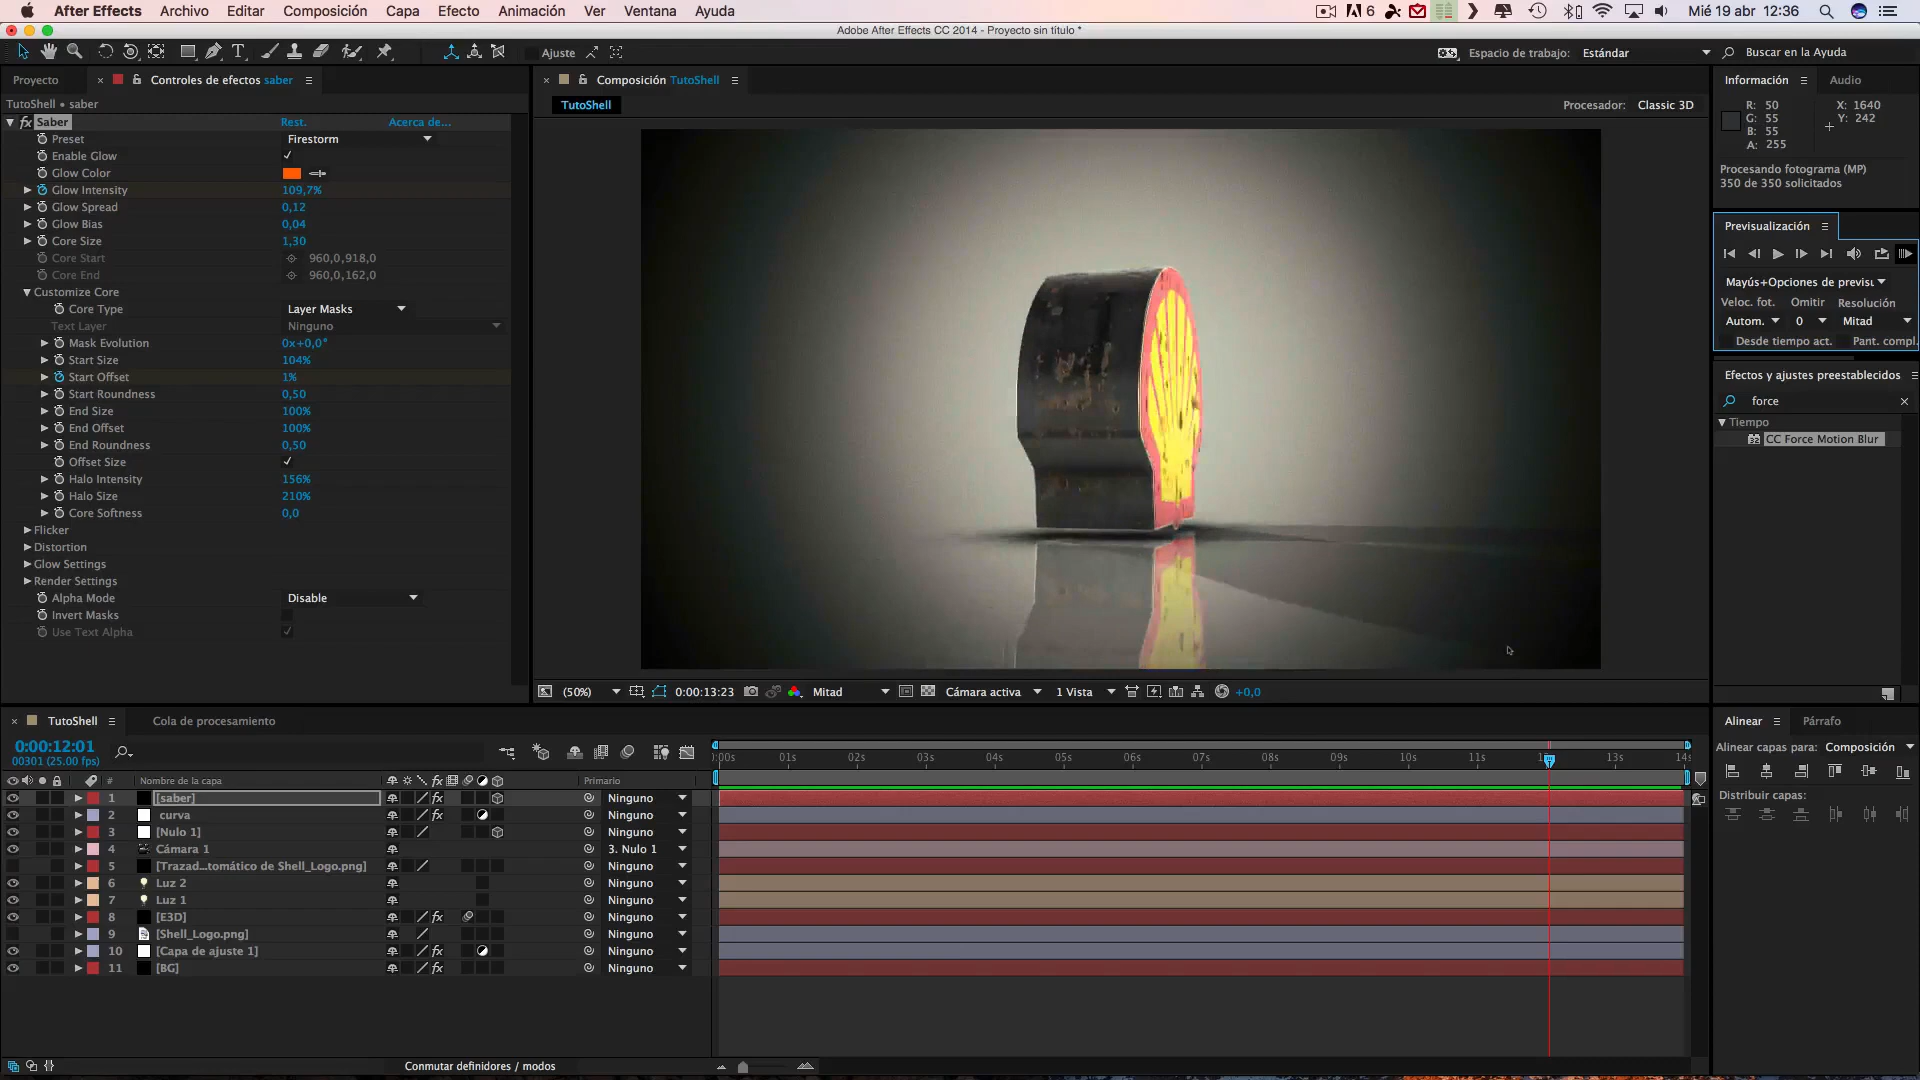 After Effects Archivo Editar Composición Capa Efecto Animación Ver Ventana Ayuda 6 Mié 19 abr 12:36
Adobe After Effects CC 2014 - Proyecto sin título *
Ajuste Espacio de trabajo: Estándar Buscar en la Ayuda
Proyecto Controles de efectos saber Composición TutoShell Información Audio
TutoShell • saber TutoShell Procesador: Classic 3D
R: 50 X: 1640
G: 55 Y: 242
B: 55
A: 255
Procesando fotograma (MP)
350 de 350 solicitados
fx Saber Rest. Acerca de...
Preset Firestorm
Enable Glow
Glow Color
Glow Intensity 109,7%
Glow Spread 0,12
Glow Bias 0,04
Core Size 1,30
Core Start 960,0,918,0
Core End 960,0,162,0
Customize Core
Core Type Layer Masks
Text Layer Ninguno
Mask Evolution 0x+0,0°
Start Size 104%
Start Offset 1%
Start Roundness 0,50
End Size 100%
End Offset 100%
End Roundness 0,50
Offset Size
Halo Intensity 156%
Halo Size 210%
Core Softness 0,0
Flicker
Distortion
Glow Settings
Render Settings
Alpha Mode Disable
Invert Masks
Use Text Alpha
Previsualización
Mayús+Opciones de previsu
Veloc. fot. Omitir Resolución
Autom. 0 Mitad
Desde tiempo act. Pant. compl.
Efectos y ajustes preestablecidos
force
Tiempo
CC Force Motion Blur
(50%) 0:00:13:23 Mitad Cámara activa 1 Vista +0,0
TutoShell Cola de procesamiento
0:00:12:01
00301 (25.00 fps)
:00s 01s 02s 03s 04s 05s 06s 07s 08s 09s 10s 11s 13s 14s
# Nombre de la capa fx Primario
1 [saber] fx Ninguno
2 curva fx Ninguno
3 [Nulo 1] Ninguno
4 Cámara 1 3. Nulo 1
5 [Trazad...tomático de Shell_Logo.png] Ninguno
6 Luz 2 Ninguno
7 Luz 1 Ninguno
8 [E3D] fx Ninguno
9 [Shell_Logo.png] Ninguno
10 [Capa de ajuste 1] fx Ninguno
11 [BG] fx Ninguno
Conmutar definidores / modos
Alinear Párrafo
Alinear capas para: Composición
Distribuir capas: